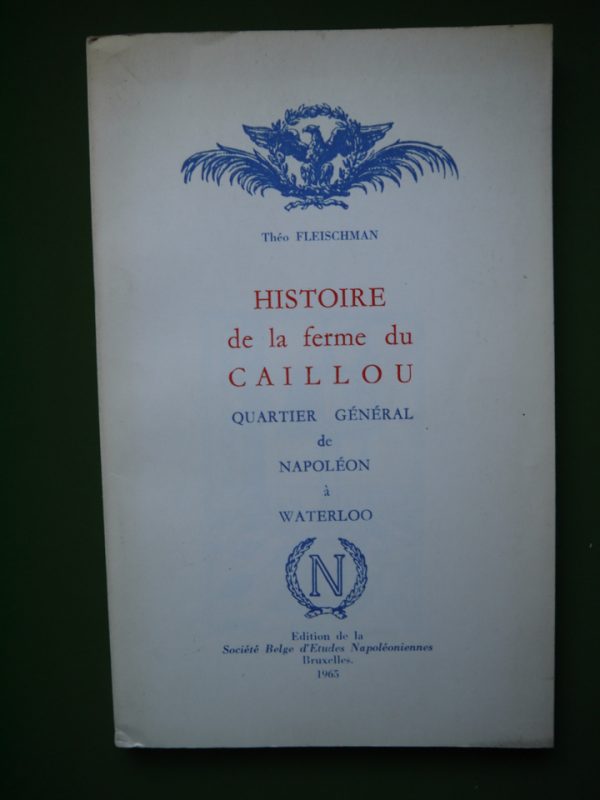 Théo FLEISCHMAN
HISTOIRE
de la ferme du
CAILLOU
QUARTIER GÉNÉRAL
de
NAPOLÉON
à
WATERLOO
N
Edition de la
Société Belge d'Etudes Napoléoniennes
Bruxelles.
1965